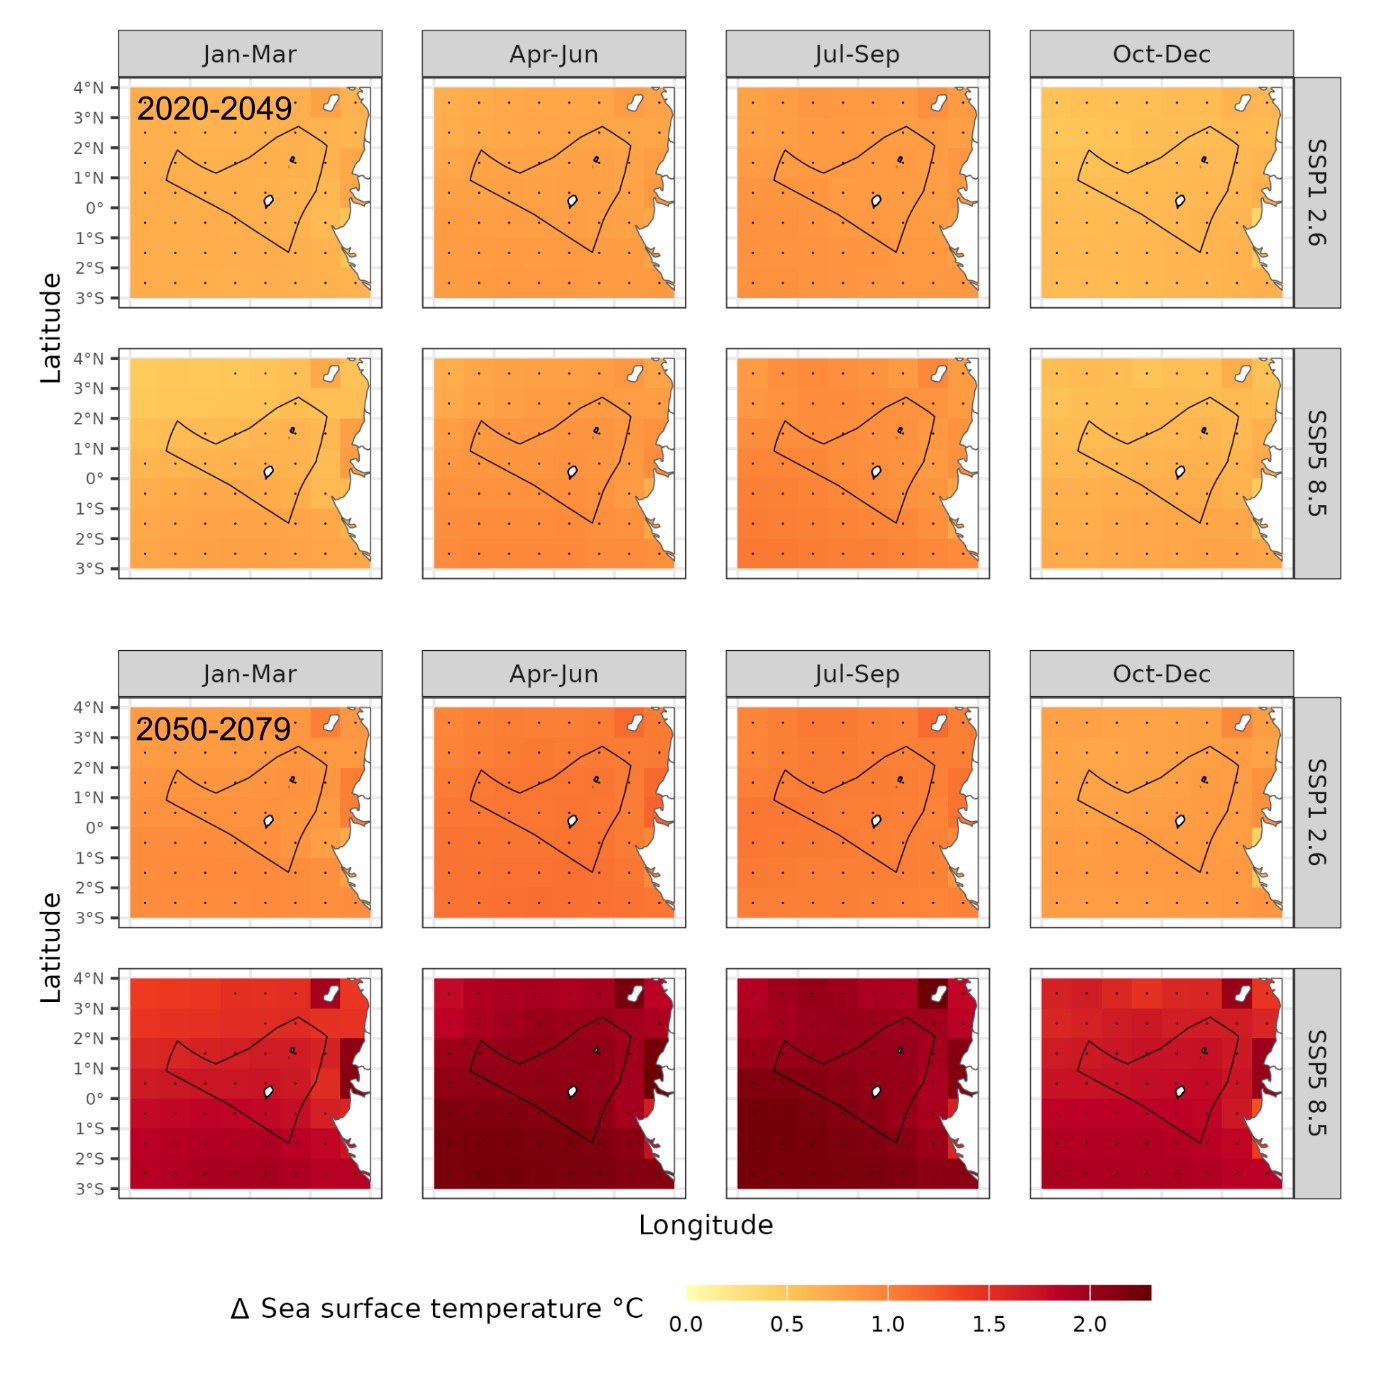 Jan-Mar Apr-Jun Jul-Sep Oct-Dec
2020-2049
4°N
3°N
2°N
1°N
0°
1°S
2°S
3°S
SSP1 2.6
Latitude
4°N
3°N
2°N
1°N
0°
1°S
2°S
3°S
SSP5 8.5
Jan-Mar Apr-Jun Jul-Sep Oct-Dec
2050-2079
4°N
3°N
2°N
1°N
0°
1°S
2°S
3°S
SSP1 2.6
Latitude
4°N
3°N
2°N
1°N
0°
1°S
2°S
3°S
SSP5 8.5
Longitude
Δ Sea surface temperature °C
0.0 0.5 1.0 1.5 2.0